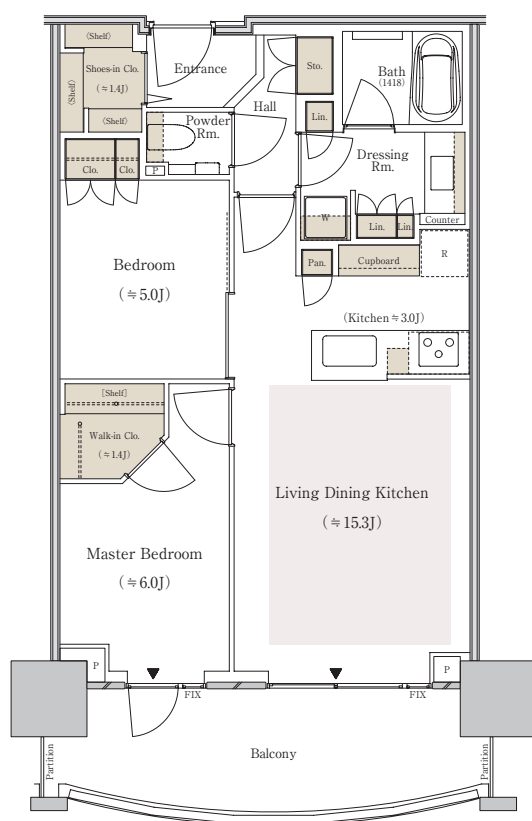 (Shelf)
Shoes-in Clo.
(≒1.4J)
(Shelf)
(Shelf)
Entrance
Sto.
Bath
(1418)
Hall
Powder
Rm.
Lin.
Dressing
Rm.
P
Clo.
Clo.
W
Lin.
Lin.
Counter
Bedroom
(≒5.0J)
Pan.
Cupboard
R
(Kitchen≒3.0J)
[Shelf]
Walk-in Clo.
(≒1.4J)
Living Dining Kitchen
(≒15.3J)
Master Bedroom
(≒6.0J)
P
P
FIX
FIX
Balcony
Partition
Partition